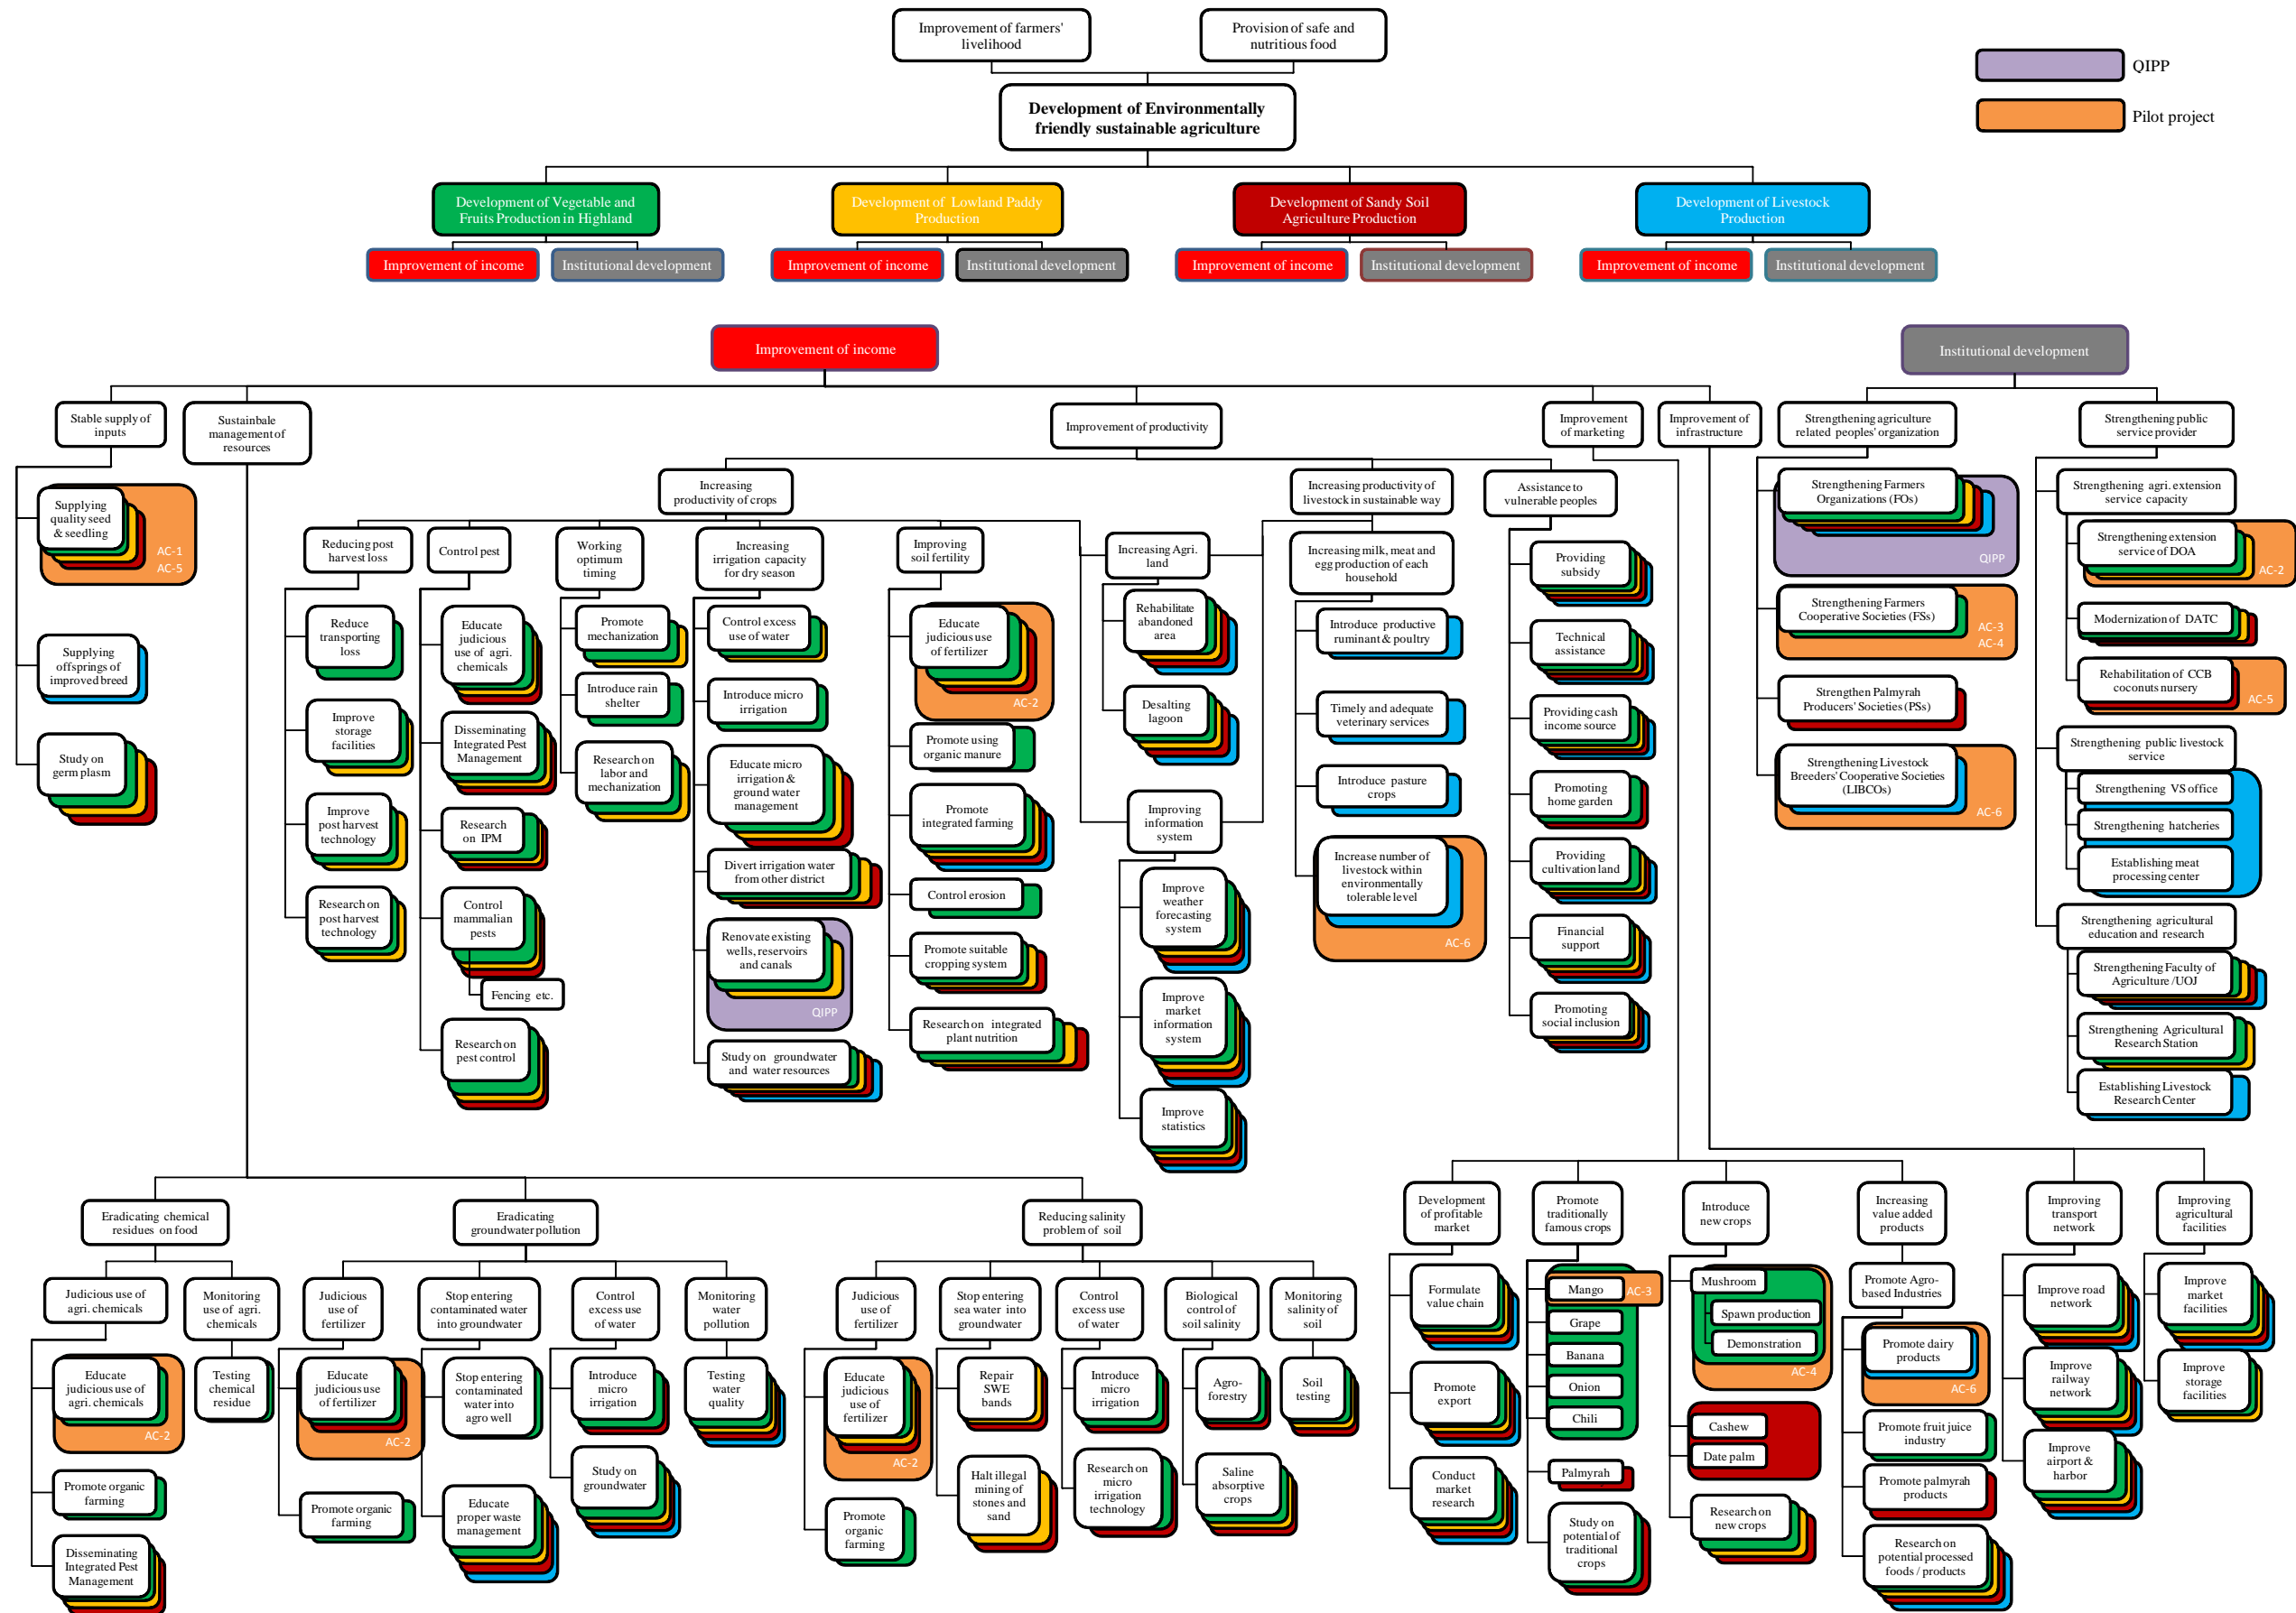 Improvement of farmers'
livelihood
Provision of safe and
nutritious food
QIPP
Pilot project
Development of Environmentally
friendly sustainable agriculture
Development of Vegetable and
Fruits Production in Highland
Development of Lowland Paddy
Production
Development of Sandy Soil
Agriculture Production
Development of Livestock
Production
Improvement of income
Institutional development
Improvement of income
Institutional development
Improvement of income
Institutional development
Improvement of income
Institutional development
Improvement of income
Institutional development
Stable supply of
inputs
Sustainbale
management of
resources
Improvement of productivity
Improvement
of marketing
Improvement of
infrastructure
Strengthening agriculture
related peoples' organization
Strengthening public
service provider
Supplying
quality seed
& seedling
AC-1
AC-5
Supplying
offsprings of
improved breed
Study on
germ plasm
Increasing
productivity of crops
Increasing productivity of
livestock in sustainable way
Assistance to
vulnerable peoples
Reducing post
harvest loss
Control pest
Working
optimum
timing
Increasing
irrigation capacity
for dry season
Improving
soil fertility
Increasing Agri.
land
Increasing milk, meat and
egg production of each
household
Reduce
transporting
loss
Improve
storage
facilities
Improve
post harvest
technology
Research on
post harvest
technology
Educate
judicious
use of agri.
chemicals
Disseminating
Integrated Pest
Management
Research
on IPM
Control
mammalian
pests
Fencing etc.
Research on
pest control
Promote
mechanization
Introduce rain
shelter
Research on
labor and
mechanization
Control excess
use of water
Introduce micro
irrigation
Educate micro
irrigation &
ground water
management
Divert irrigation water
from other district
Renovate existing
wells, reservoirs
and canals
QIPP
Study on groundwater
and water resources
Educate
judicious use
of fertilizer
AC-2
Promote using
organic manure
Promote
integrated farming
Control erosion
Promote suitable
cropping system
Research on integrated
plant nutrition
Rehabilitate
abandoned
area
Desalting
lagoon
Improving
information
system
Improve
weather
forecasting
system
Improve
market
information
system
Improve
statistics
Introduce productive
ruminant & poultry
Timely and adequate
veterinary services
Introduce pasture
crops
Increase number of
livestock within
environmentally
tolerable level
AC-6
Providing
subsidy
Technical
assistance
Providing cash
income source
Promoting
home garden
Providing
cultivation land
Financial
support
Promoting
social inclusion
Strengthening Farmers
Organizations (FOs)
QIPP
Strengthening Farmers
Cooperative Societies (FSs)
AC-3
AC-4
Strengthen Palmyrah
Producers' Societies (PSs)
Strengthening Livestock
Breeders' Cooperative Societies
(LIBCOs)
AC-6
Strengthening agri. extension
service capacity
Strengthening extension
service of DOA
AC-2
Modernization of DATC
Rehabilitation of CCB
coconuts nursery
AC-5
Strengthening public livestock
service
Strengthening VS office
Strengthening hatcheries
Establishing meat
processing center
Strengthening agricultural
education and research
Strengthening Faculty of
Agriculture /UOJ
Strengthening Agricultural
Research Station
Establishing Livestock
Research Center
Eradicating chemical
residues on food
Eradicating
groundwater pollution
Reducing salinity
problem of soil
Judicious use of
agri. chemicals
Monitoring
use of agri.
chemicals
Judicious
use of
fertilizer
Stop entering
contaminated water
into groundwater
Control
excess use
of water
Monitoring
water
pollution
Judicious
use of
fertilizer
Stop entering
sea water into
groundwater
Control
excess use
of water
Biological
control of
soil salinity
Monitoring
salinity of
soil
Educate
judicious use of
agri. chemicals
AC-2
Promote organic
farming
Disseminating
Integrated Pest
Management
Testing
chemical
residue
Educate
judicious use
of fertilizer
AC-2
Promote organic
farming
Stop entering
contaminated
water into
agro well
Educate
proper waste
management
Introduce
micro
irrigation
Study on
groundwater
Testing
water
quality
Educate
judicious
use of
fertilizer
AC-2
Promote
organic
farming
Repair
SWE
bands
Halt illegal
mining of
stones and
sand
Introduce
micro
irrigation
Research on
micro
irrigation
technology
Agro-
forestry
Saline
absorptive
crops
Soil
testing
Development
of profitable
market
Promote
traditionally
famous crops
Introduce
new crops
Increasing
value added
products
Improving
transport
network
Improving
agricultural
facilities
Formulate
value chain
Promote
export
Conduct
market
research
Mango
AC-3
Grape
Banana
Onion
Chili
Palmyrah
Study on
potential of
traditional
crops
Mushroom
Spawn production
Demonstration
AC-4
Cashew
Date palm
Research on
new crops
Promote Agro-
based Industries
Promote dairy
products
AC-6
Promote fruit juice
industry
Promote palmyrah
products
Research on
potential processed
foods / products
Improve road
network
Improve
railway
network
Improve
airport &
harbor
Improve
market
facilities
Improve
storage
facilities